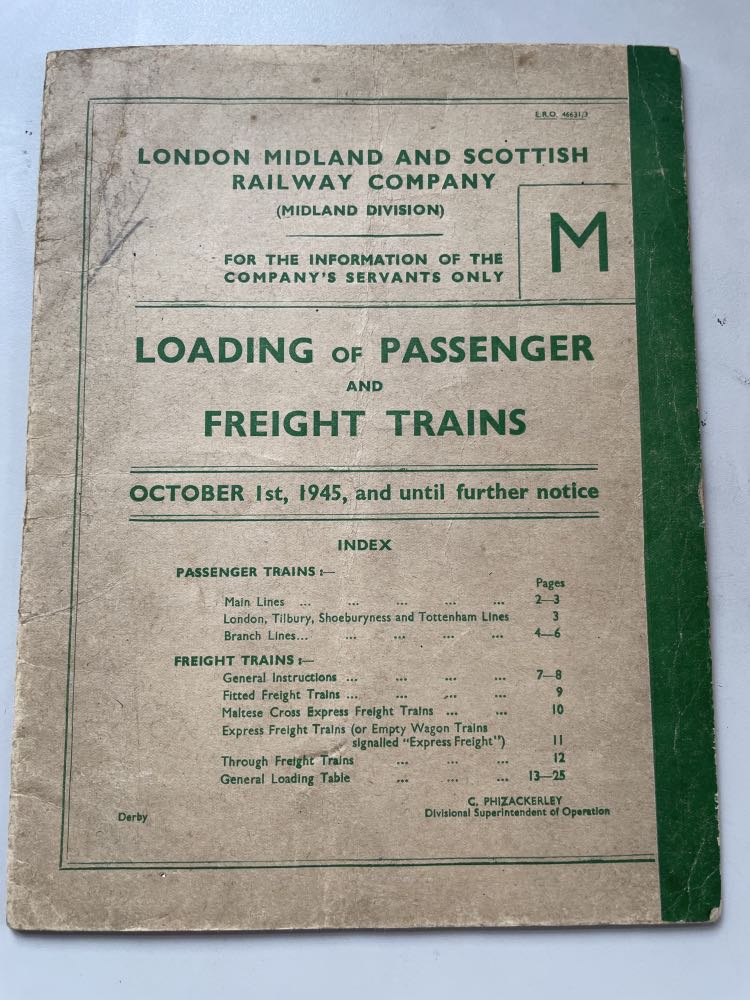 E.R.O. 46631/3
LONDON MIDLAND AND SCOTTISH
RAILWAY COMPANY
(MIDLAND DIVISION)
FOR THE INFORMATION OF THE
COMPANY'S SERVANTS ONLY
M
LOADING OF PASSENGER
AND
FREIGHT TRAINS
OCTOBER 1st, 1945, and until further notice
INDEX
PASSENGER TRAINS :—
Pages
Main Lines ... ... ... ... ... 2—3
London, Tilbury, Shoeburyness and Tottenham Lines 3
Branch Lines... ... ... ... ... 4—6
FREIGHT TRAINS :—
General Instructions ... ... ... ... 7—8
Fitted Freight Trains ... ... ... ... 9
Maltese Cross Express Freight Trains ... ... 10
Express Freight Trains (or Empty Wagon Trains
signalled "Express Freight") 11
Through Freight Trains ... ... ... 12
General Loading Table ... ... ... 13—25
C. PHIZACKERLEY
Divisional Superintendent of Operation
Derby